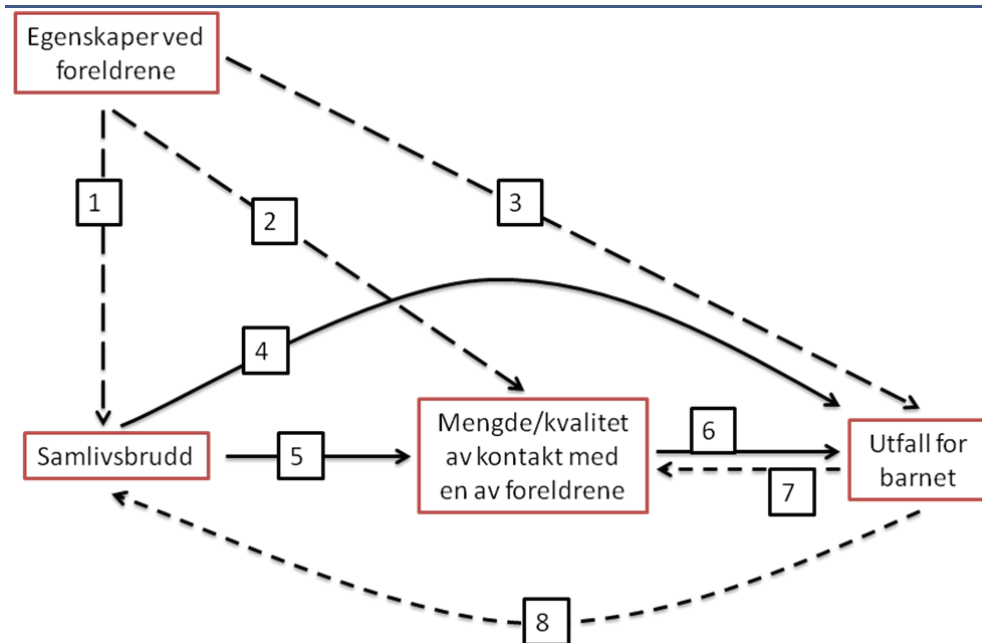 Egenskaper ved
foreldrene
1
2
3
4
Samlivsbrudd
5
Mengde/kvalitet
av kontakt med
en av foreldrene
6
7
Utfall for
barnet
8